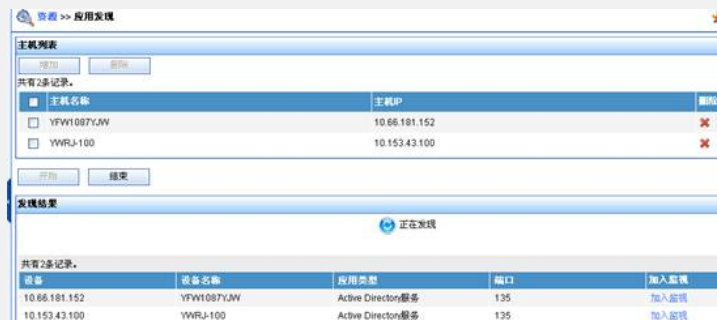 资源 >> 应用发现
主机列表
增加 删除
共有2条记录。
主机名称 主机IP 删除
YFW1087YJW 10.66.181.152
YWRJ-100 10.153.43.100
开始 结束
发现结果
正在发现
共有2条记录。
设备 设备名称 应用类型 端口 加入监视
10.66.181.152 YFW1087YJW Active Directory服务 135 加入监视
10.153.43.100 YWRJ-100 Active Directory服务 135 加入监视